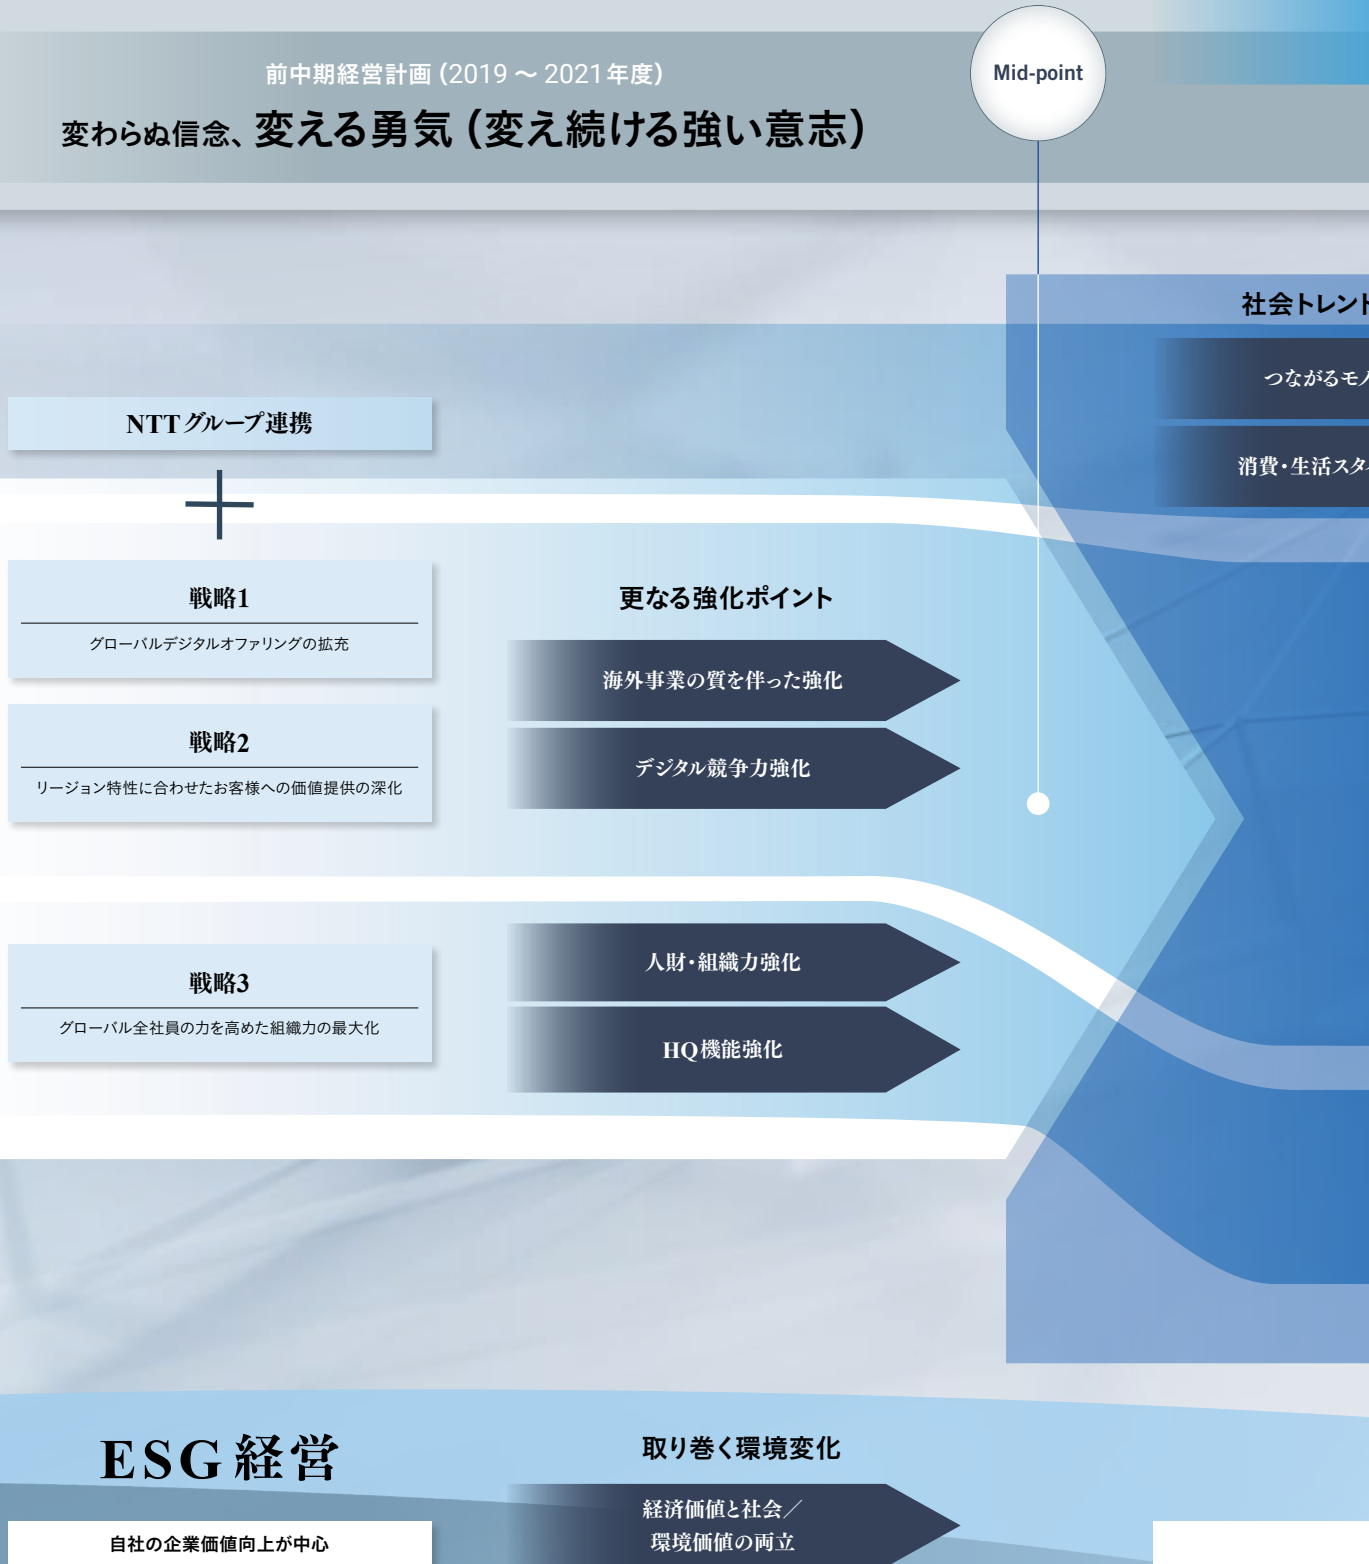 前中期経営計画（2019 ～ 2021年度）
変わらぬ信念、変える勇気（変え続ける強い意志）
Mid-point
社会トレンド
つながるモノ
消費・生活スタ
NTTグループ連携
戦略1
グローバルデジタルオファリングの拡充
戦略2
リージョン特性に合わせたお客様への価値提供の深化
更なる強化ポイント
海外事業の質を伴った強化
デジタル競争力強化
戦略3
グローバル全社員の力を高めた組織力の最大化
人財・組織力強化
HQ機能強化
ESG経営
自社の企業価値向上が中心
取り巻く環境変化
経済価値と社会／
環境価値の両立